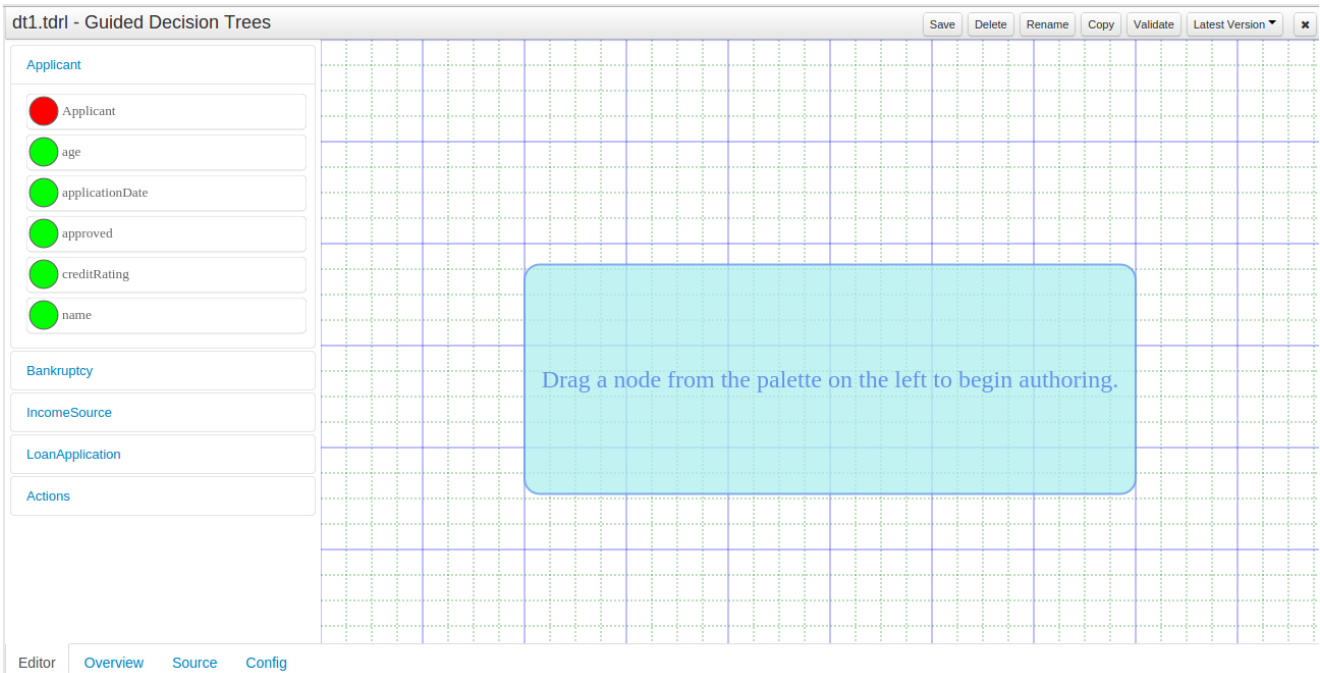 dt1.tdrl - Guided Decision Trees
Save Delete Rename Copy Validate Latest Version
Applicant
Applicant
age
applicationDate
approved
creditRating
name
Bankruptcy
IncomeSource
LoanApplication
Actions
Drag a node from the palette on the left to begin authoring.
Editor Overview Source Config